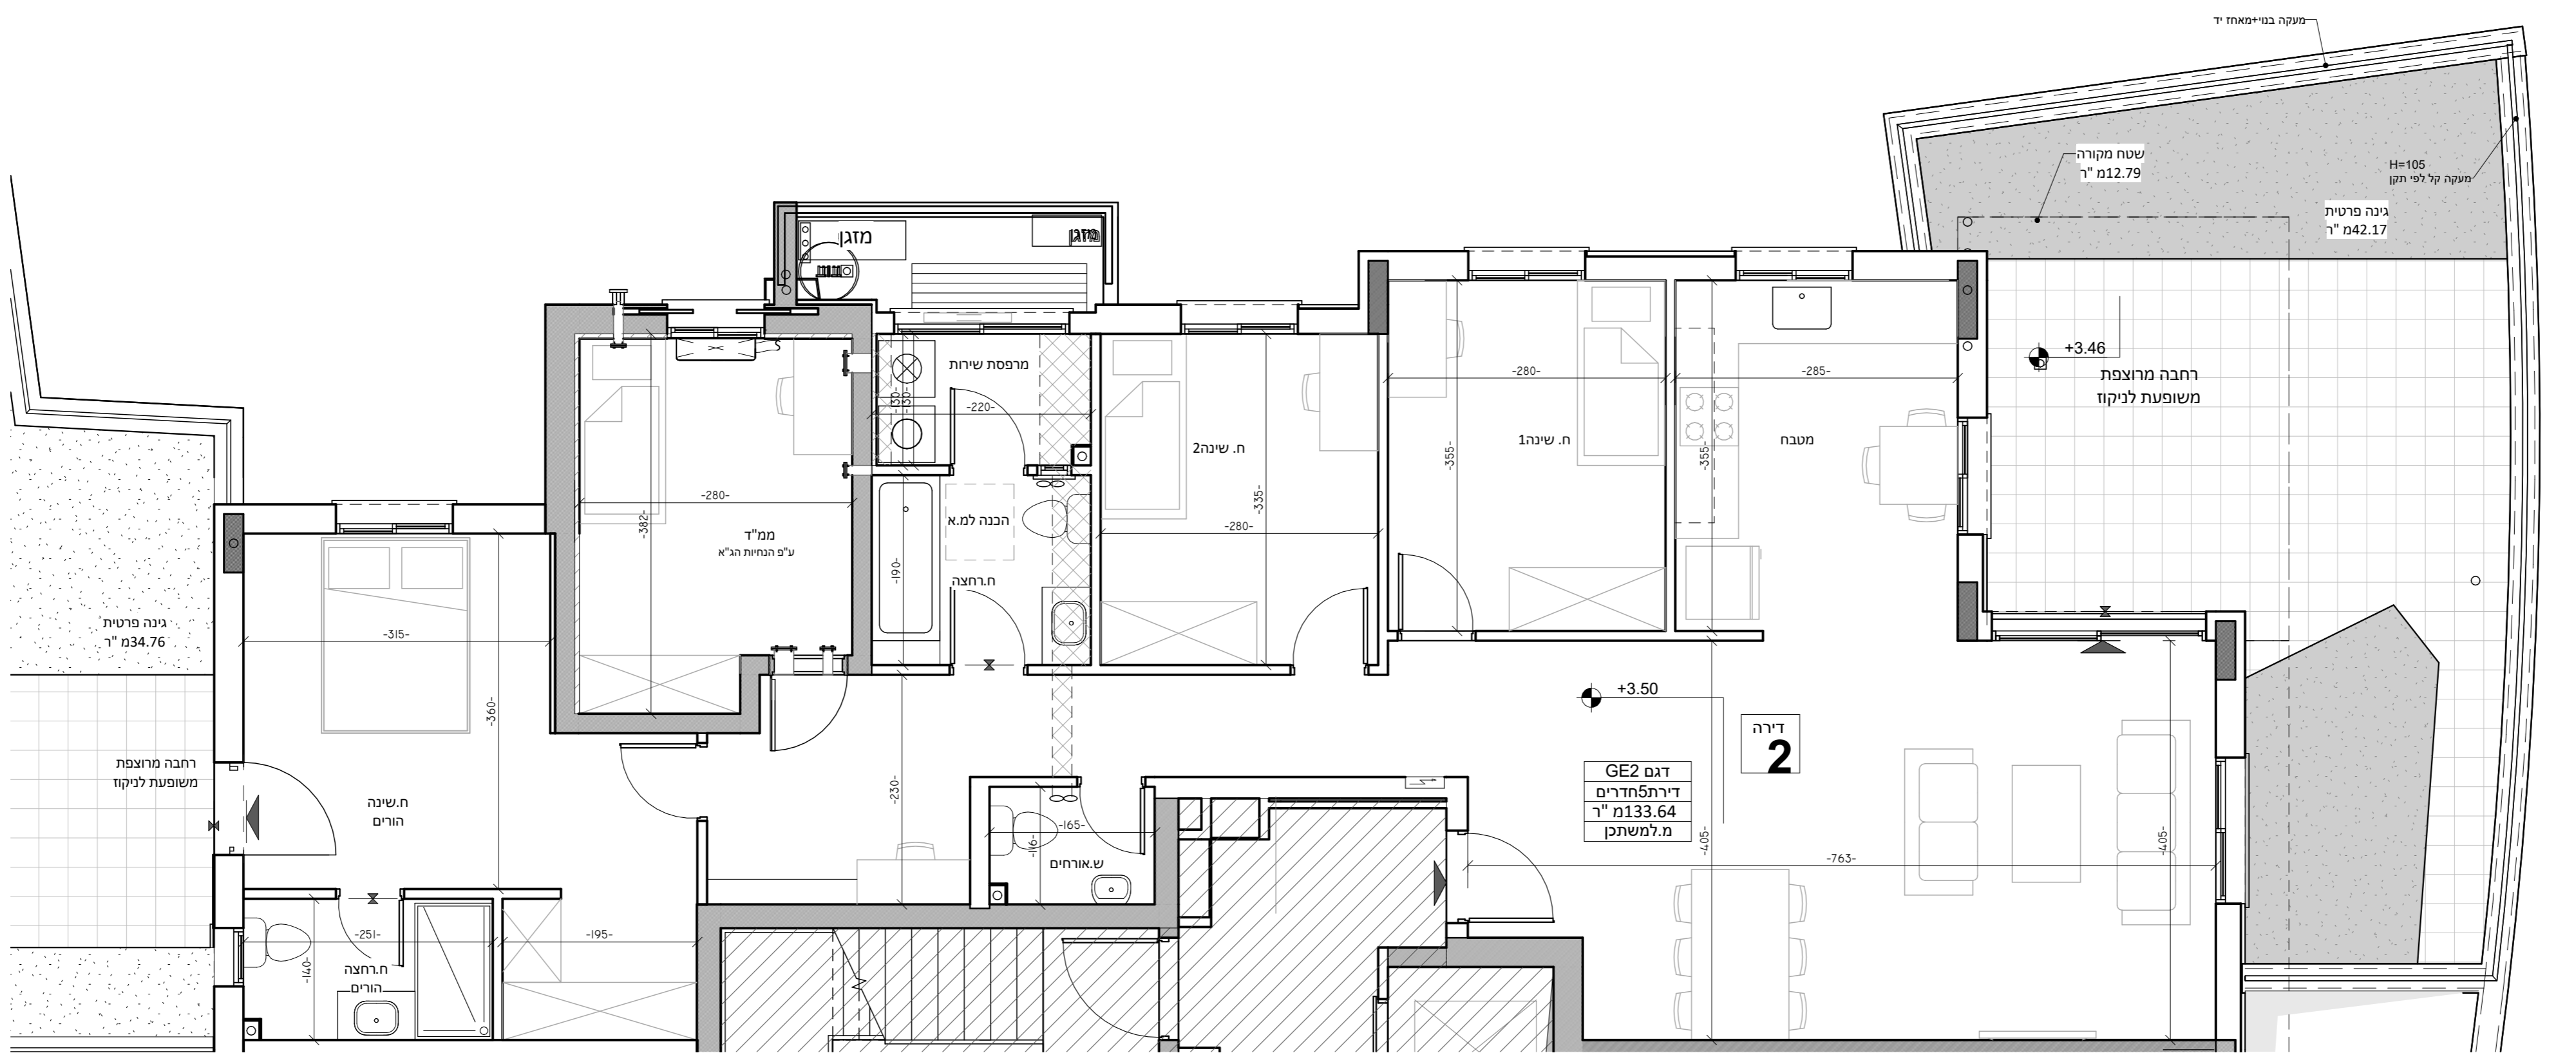 מעקה בנוי+מאחז יד
שטח מקורה
12.79מ "ר
H=105
מעקה קל לפי תקן
גינה פרטית
42.17מ "ר
מזגן
מזגן
+3.46
רחבה מרוצפת
משופעת לניקוז
מרפסת שירות
-130-
-130-
-220-
-280-
-285-
ח. שינה2
ח. שינה1
מטבח
-355-
-355-
-280-
-382-
ממ"ד
ע"פ הנחיות הג"א
הכנה למ.א
-190-
ח.רחצה
-335-
-280-
גינה פרטית
34.76מ "ר
-315-
-360-
+3.50
דירה
2
דגם GE2
דירת5חדרים
133.64מ "ר
מ.למשתכן
רחבה מרוצפת
משופעת לניקוז
ח.שינה
הורים
-230-
-165-
-116-
ש.אורחים
-405-
-763-
-405-
-251-
-195-
-140-
ח.רחצה
הורים